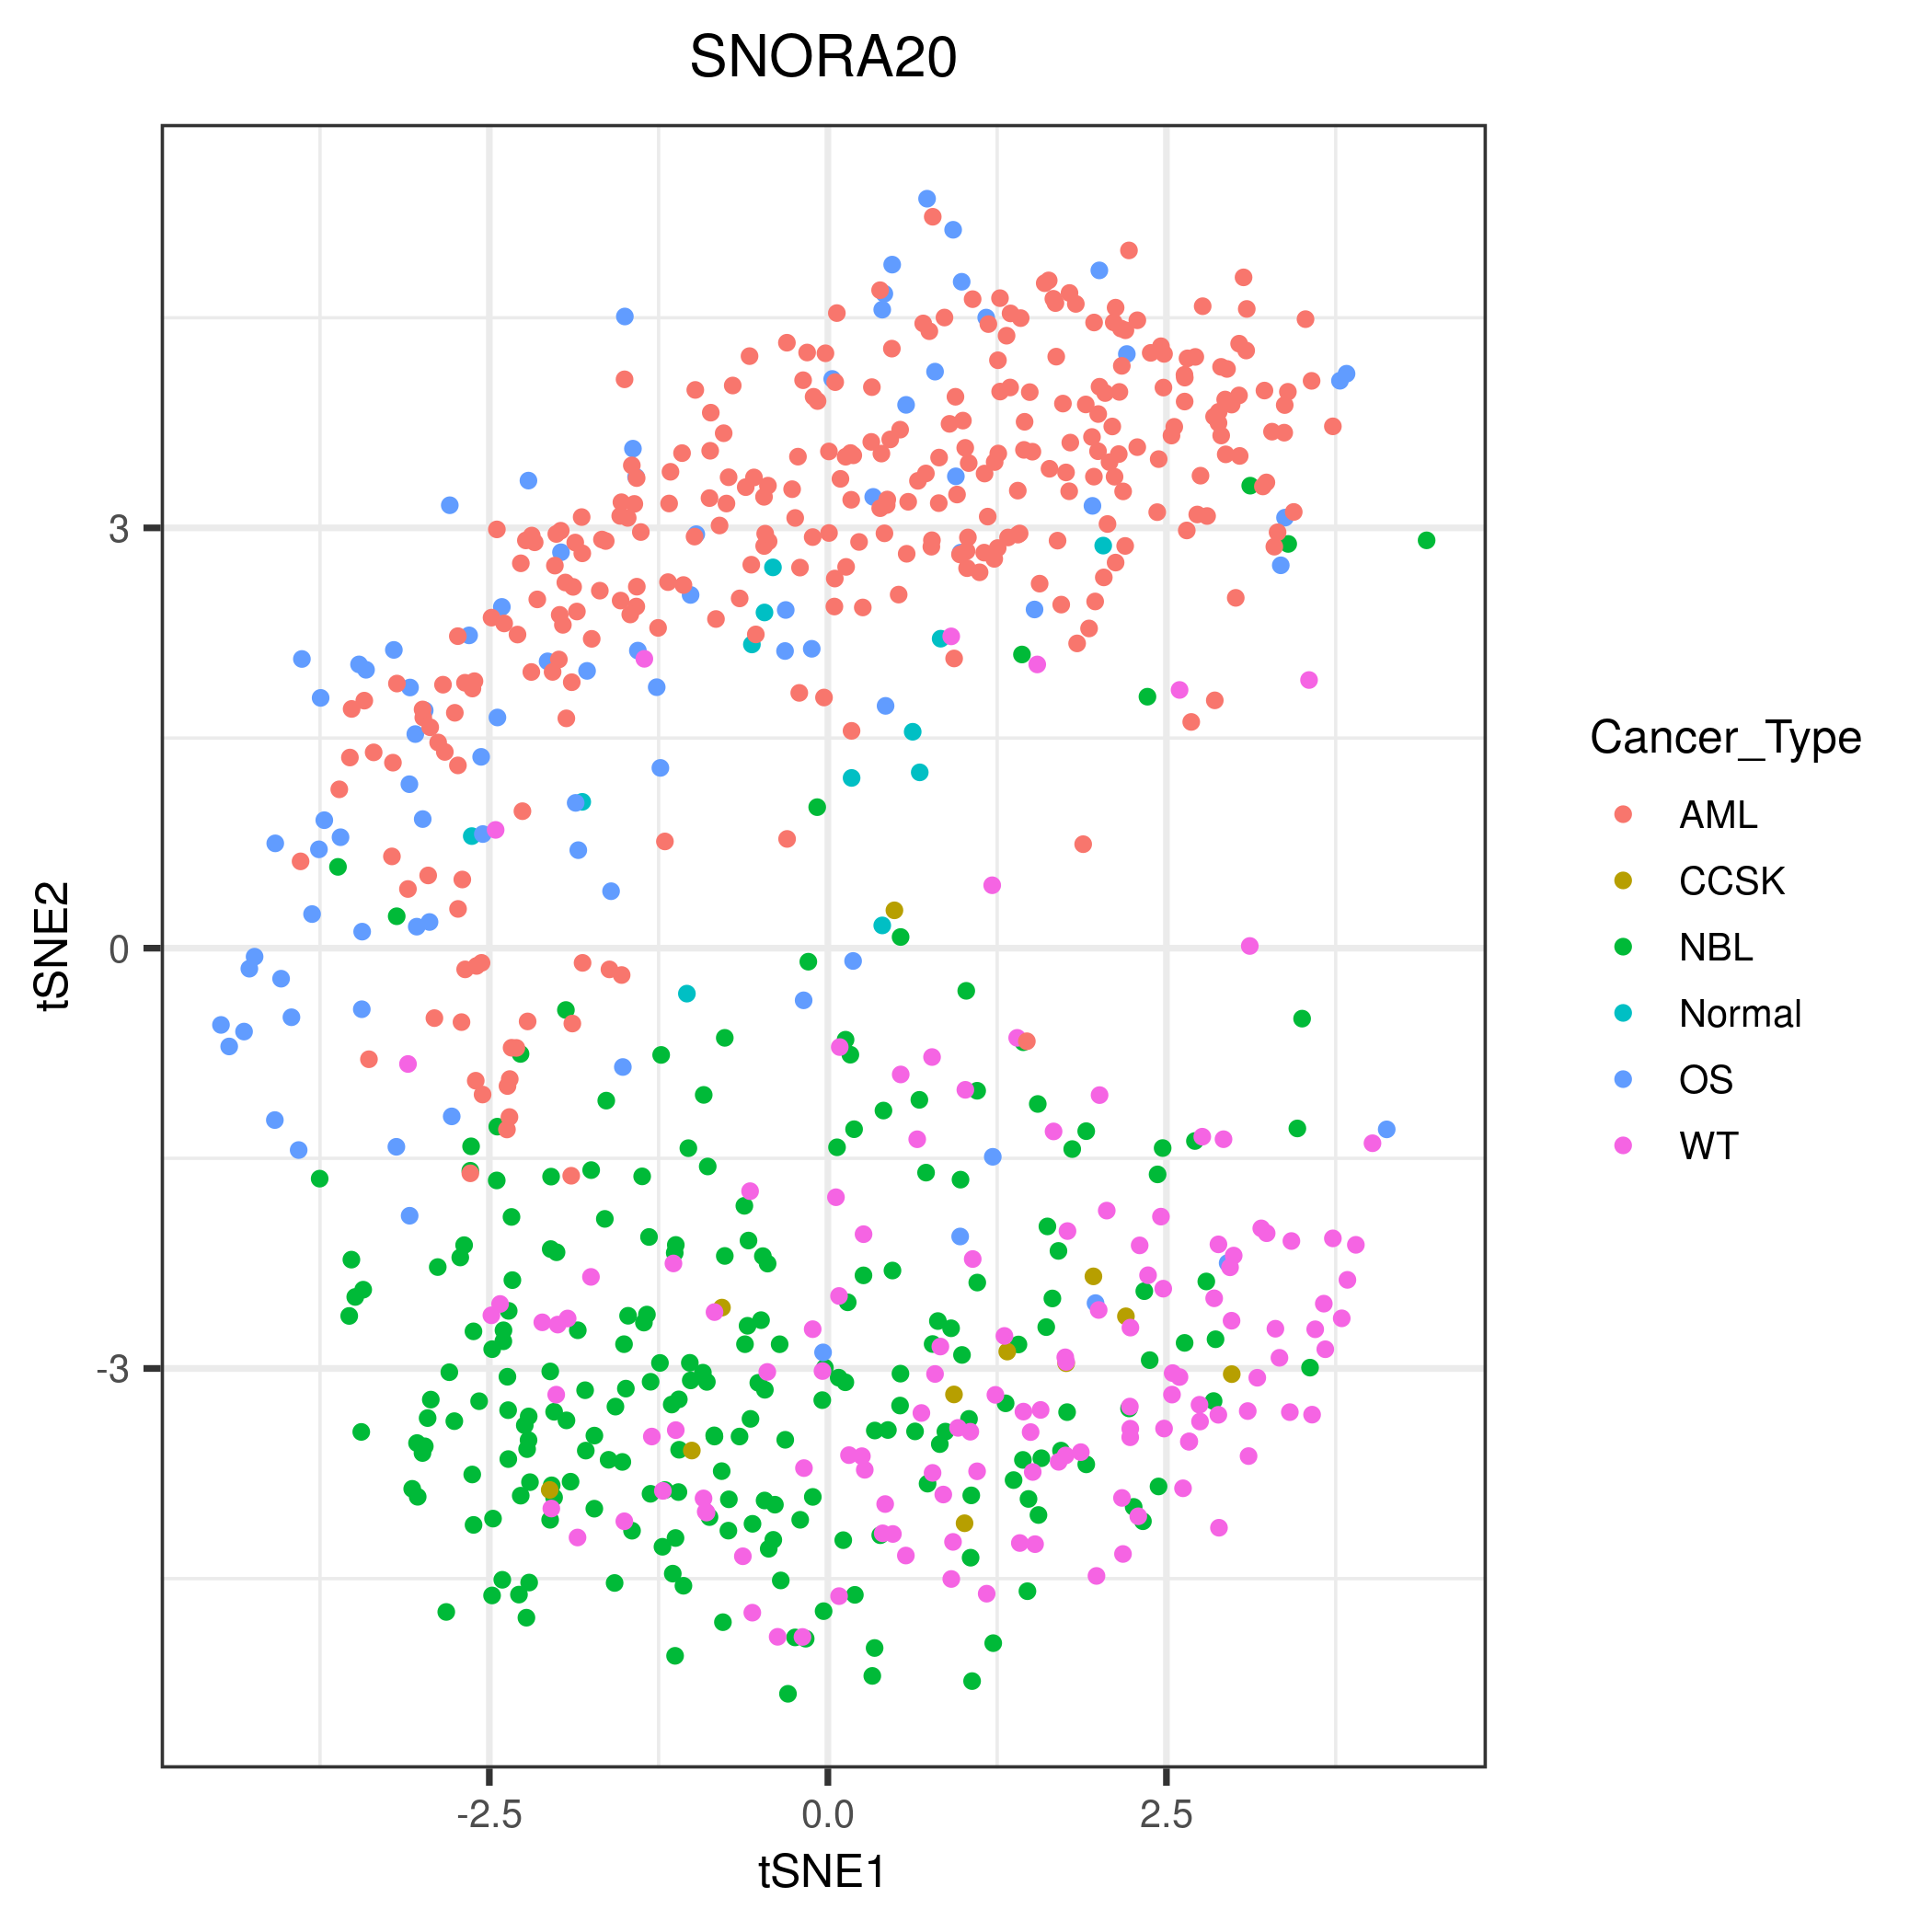 SNORA20
tSNE2
3
0
-3
-2.5
0.0
2.5
tSNE1
Cancer_Type
AML
CCSK
NBL
Normal
OS
WT